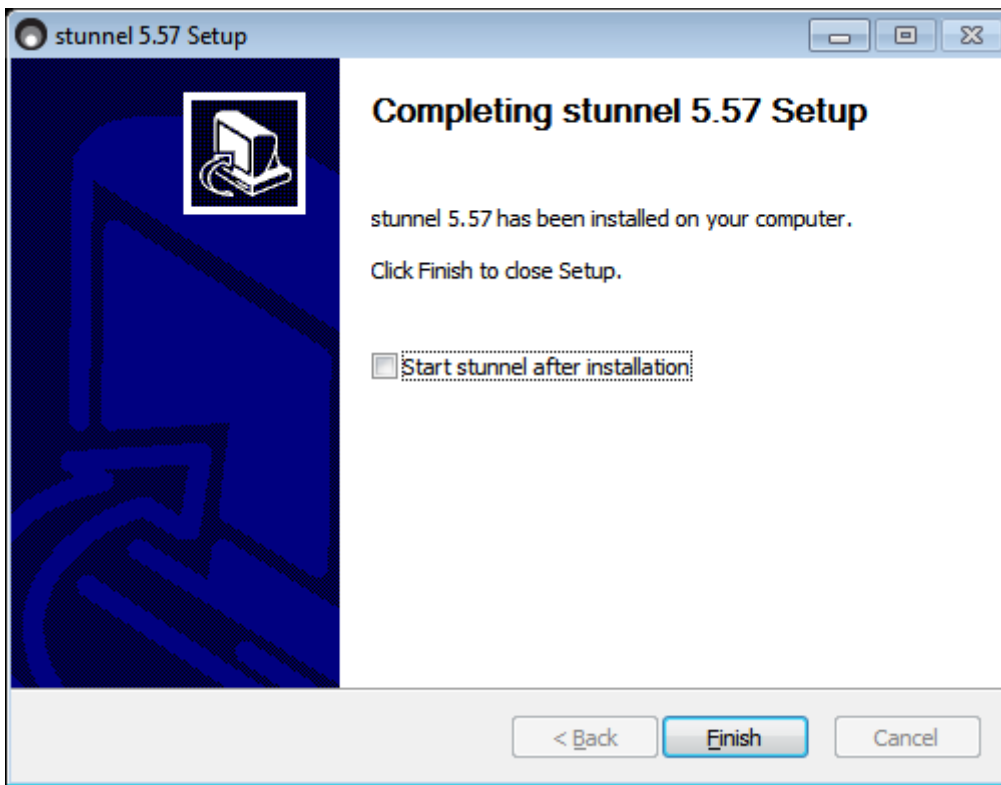 stunnel 5.57 Setup
Completing stunnel 5.57 Setup
stunnel 5.57 has been installed on your computer.
Click Finish to close Setup.
Start stunnel after installation
< Back
Finish
Cancel